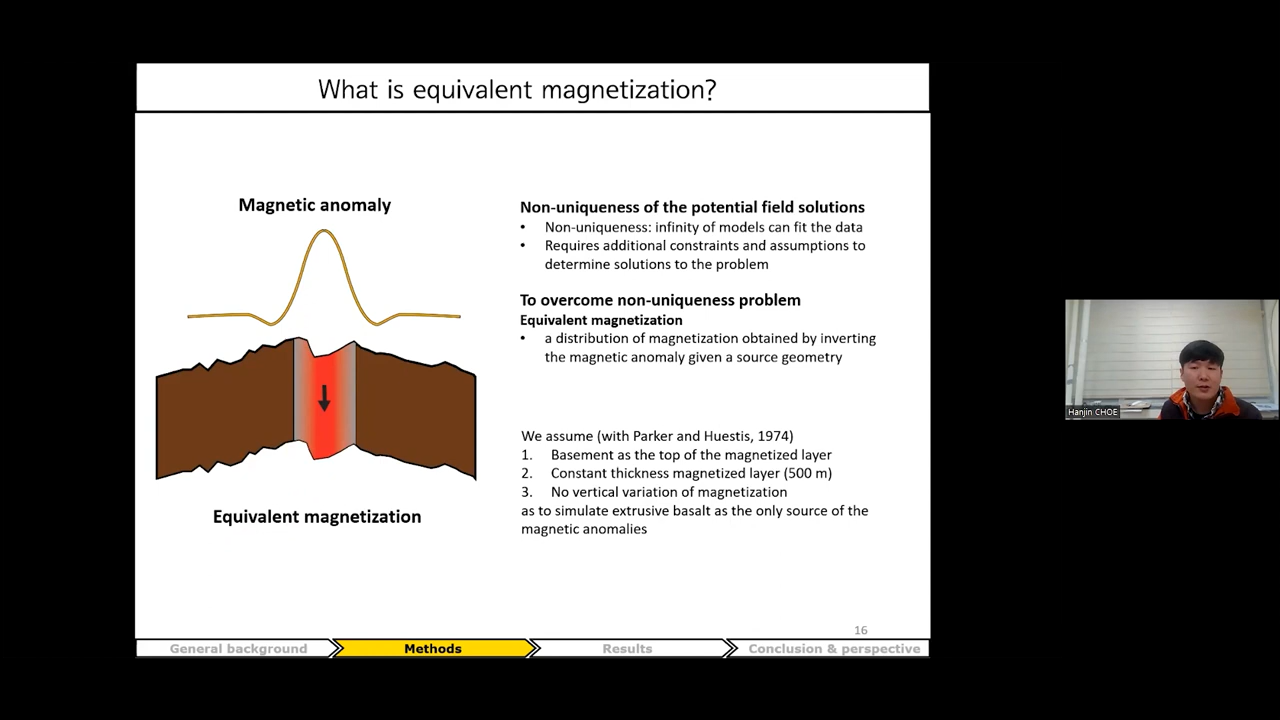 What is equivalent magnetization?
Magnetic anomaly
Equivalent magnetization
Non-uniqueness of the potential field solutions
• Non-uniqueness: infinity of models can fit the data
• Requires additional constraints and assumptions to
determine solutions to the problem
To overcome non-uniqueness problem
Equivalent magnetization
• a distribution of magnetization obtained by inverting
the magnetic anomaly given a source geometry
We assume (with Parker and Huestis, 1974)
1. Basement as the top of the magnetized layer
2. Constant thickness magnetized layer (500 m)
3. No vertical variation of magnetization
as to simulate extrusive basalt as the only source of the
magnetic anomalies
16
General background
Methods
Results
Conclusion & perspective
Hanjin CHOE